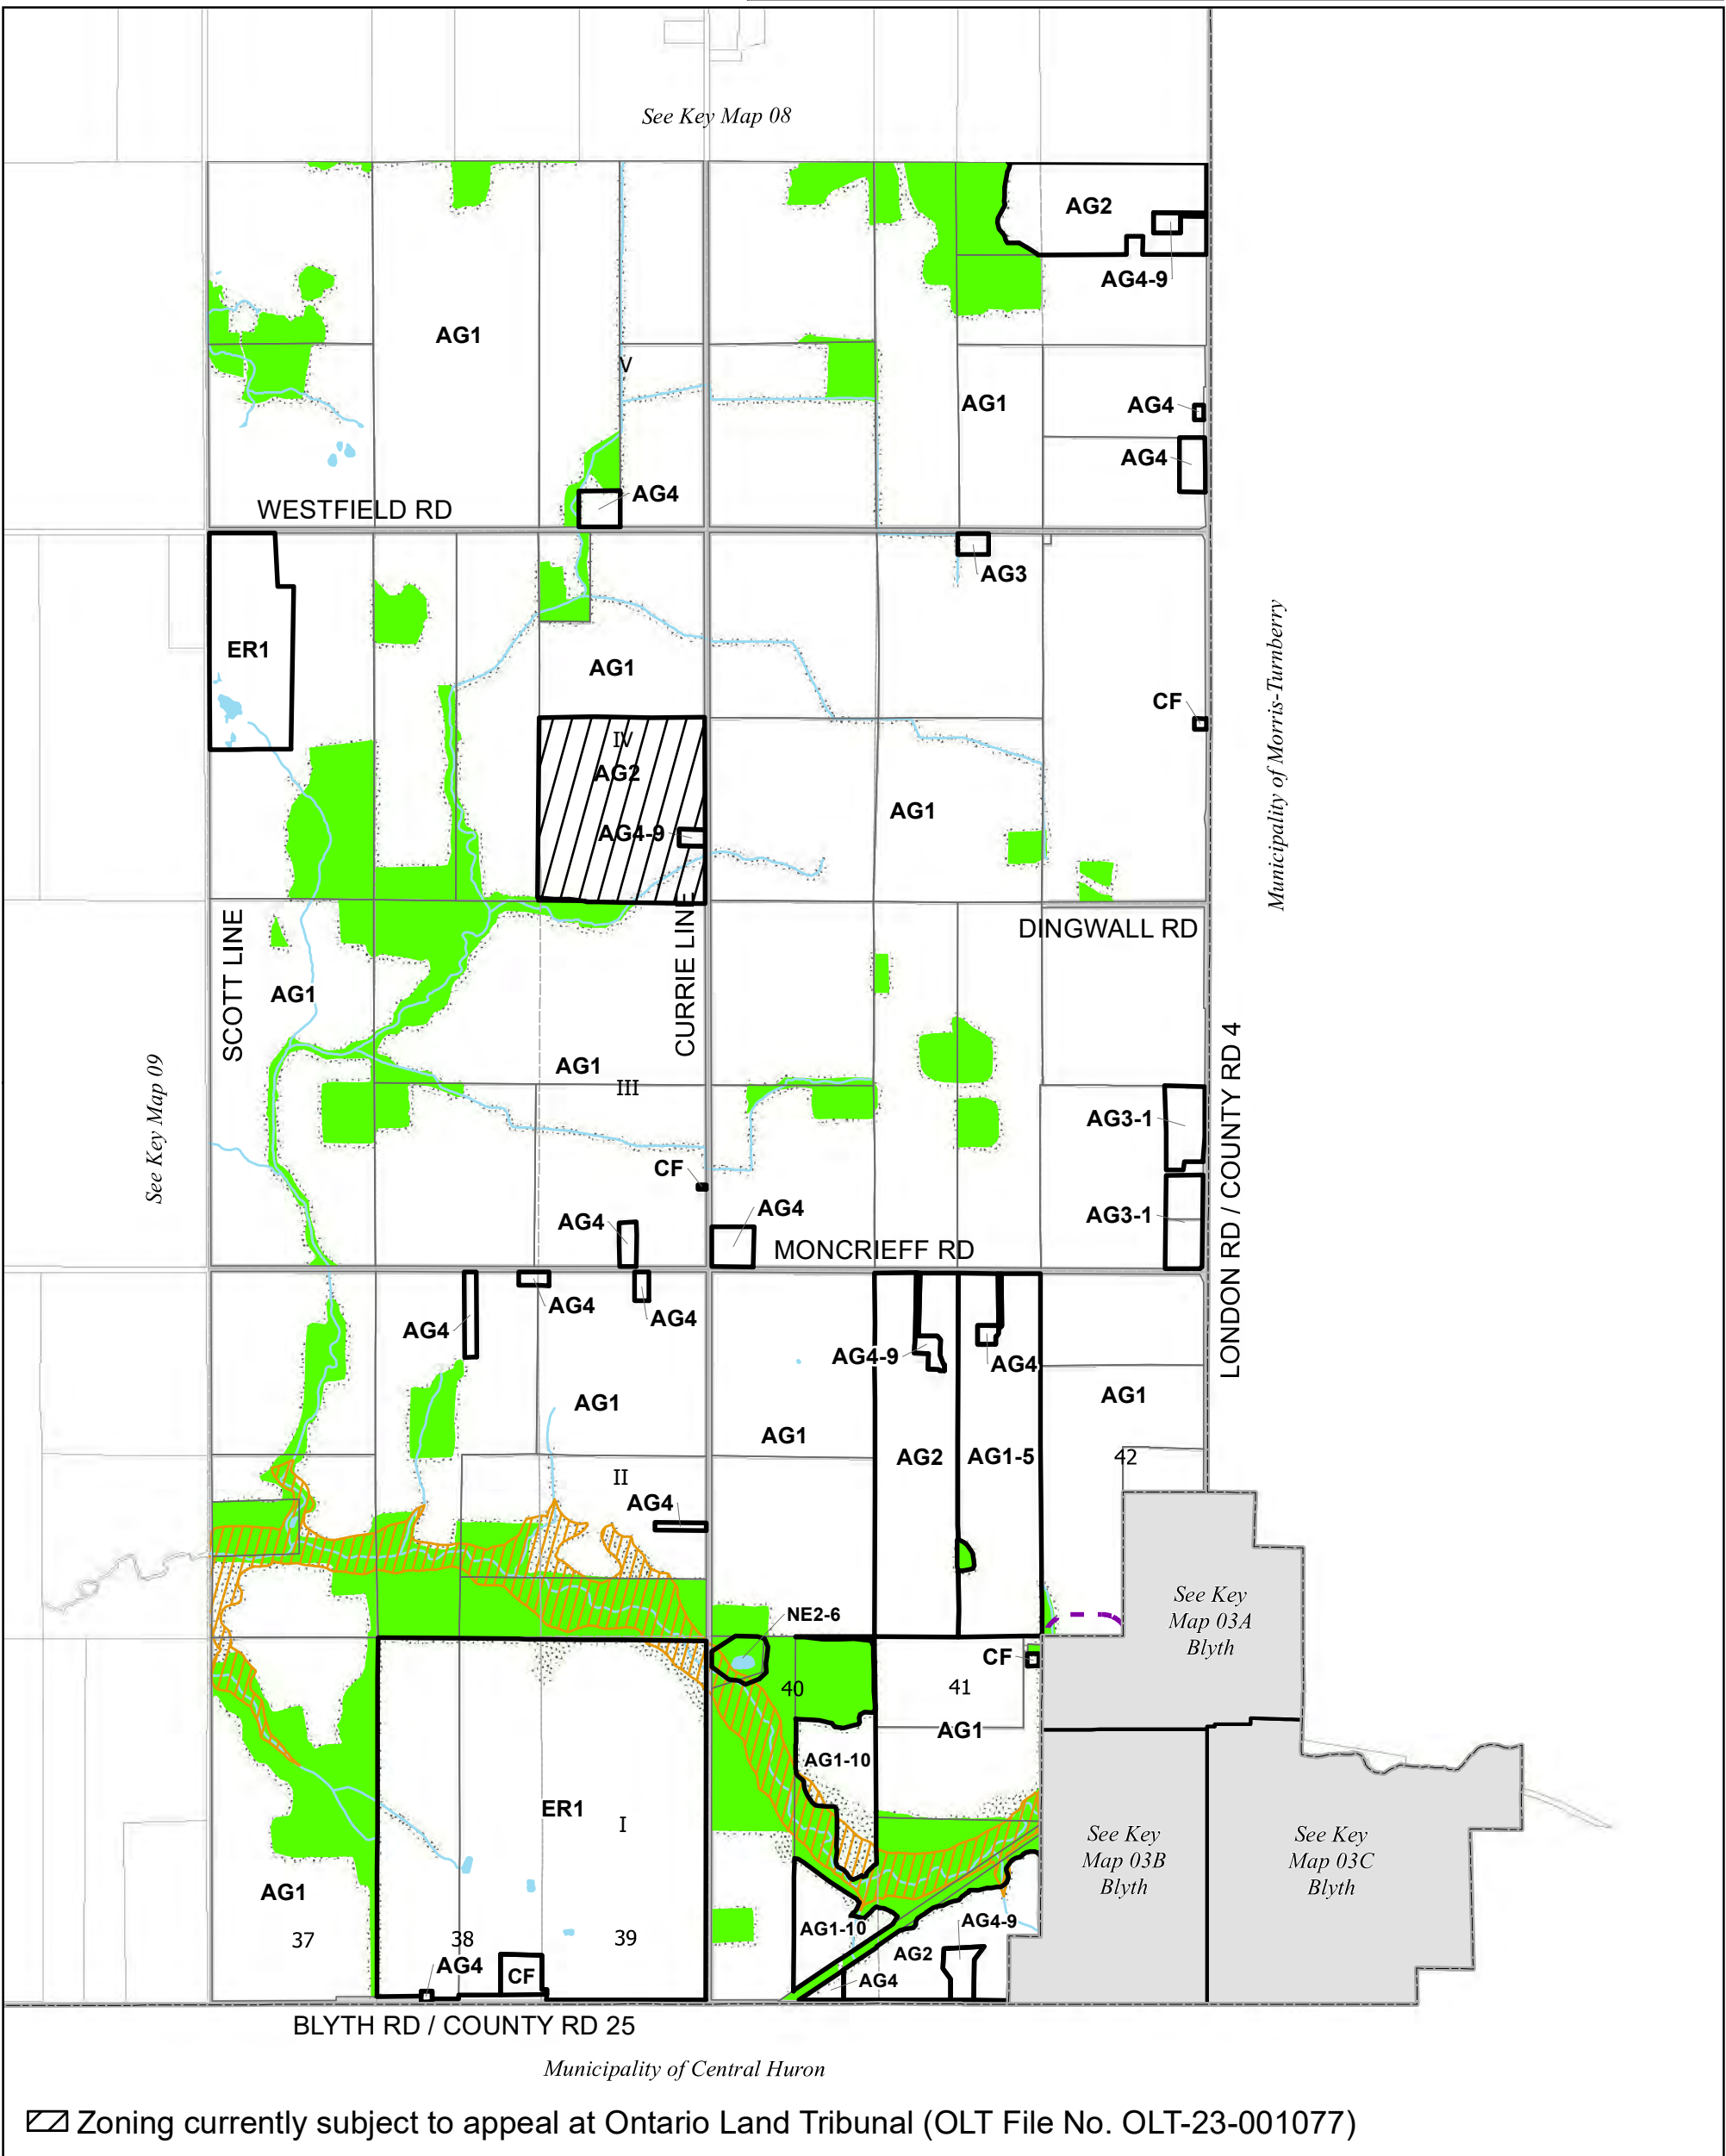 See Key Map 08
AG2
AG4-9
AG1
V
AG1
AG4
AG4
AG4
WESTFIELD RD
AG3
ER1
AG1
CF
Municipality of Morris-Turnberry
IV
AG2
AG1
AG4-9
SCOTT LINE
CURRIE LINE
DINGWALL RD
AG1
LONDON RD / COUNTY RD 4
See Key Map 09
AG1
III
AG3-1
CF
AG4
AG4
AG3-1
MONCRIEFF RD
AG4
AG4
AG4
AG4-9
AG4
AG1
AG1
AG1
AG2
AG1-5
42
II
AG4
See Key
Map 03A
Blyth
NE2-6
CF
40
41
AG1
AG1-10
ER1
I
See Key
Map 03B
Blyth
See Key
Map 03C
Blyth
AG1
37
38
39
AG1-10
AG4-9
AG2
AG4
CF
AG4
BLYTH RD / COUNTY RD 25
Municipality of Central Huron
Zoning currently subject to appeal at Ontario Land Tribunal (OLT File No. OLT-23-001077)